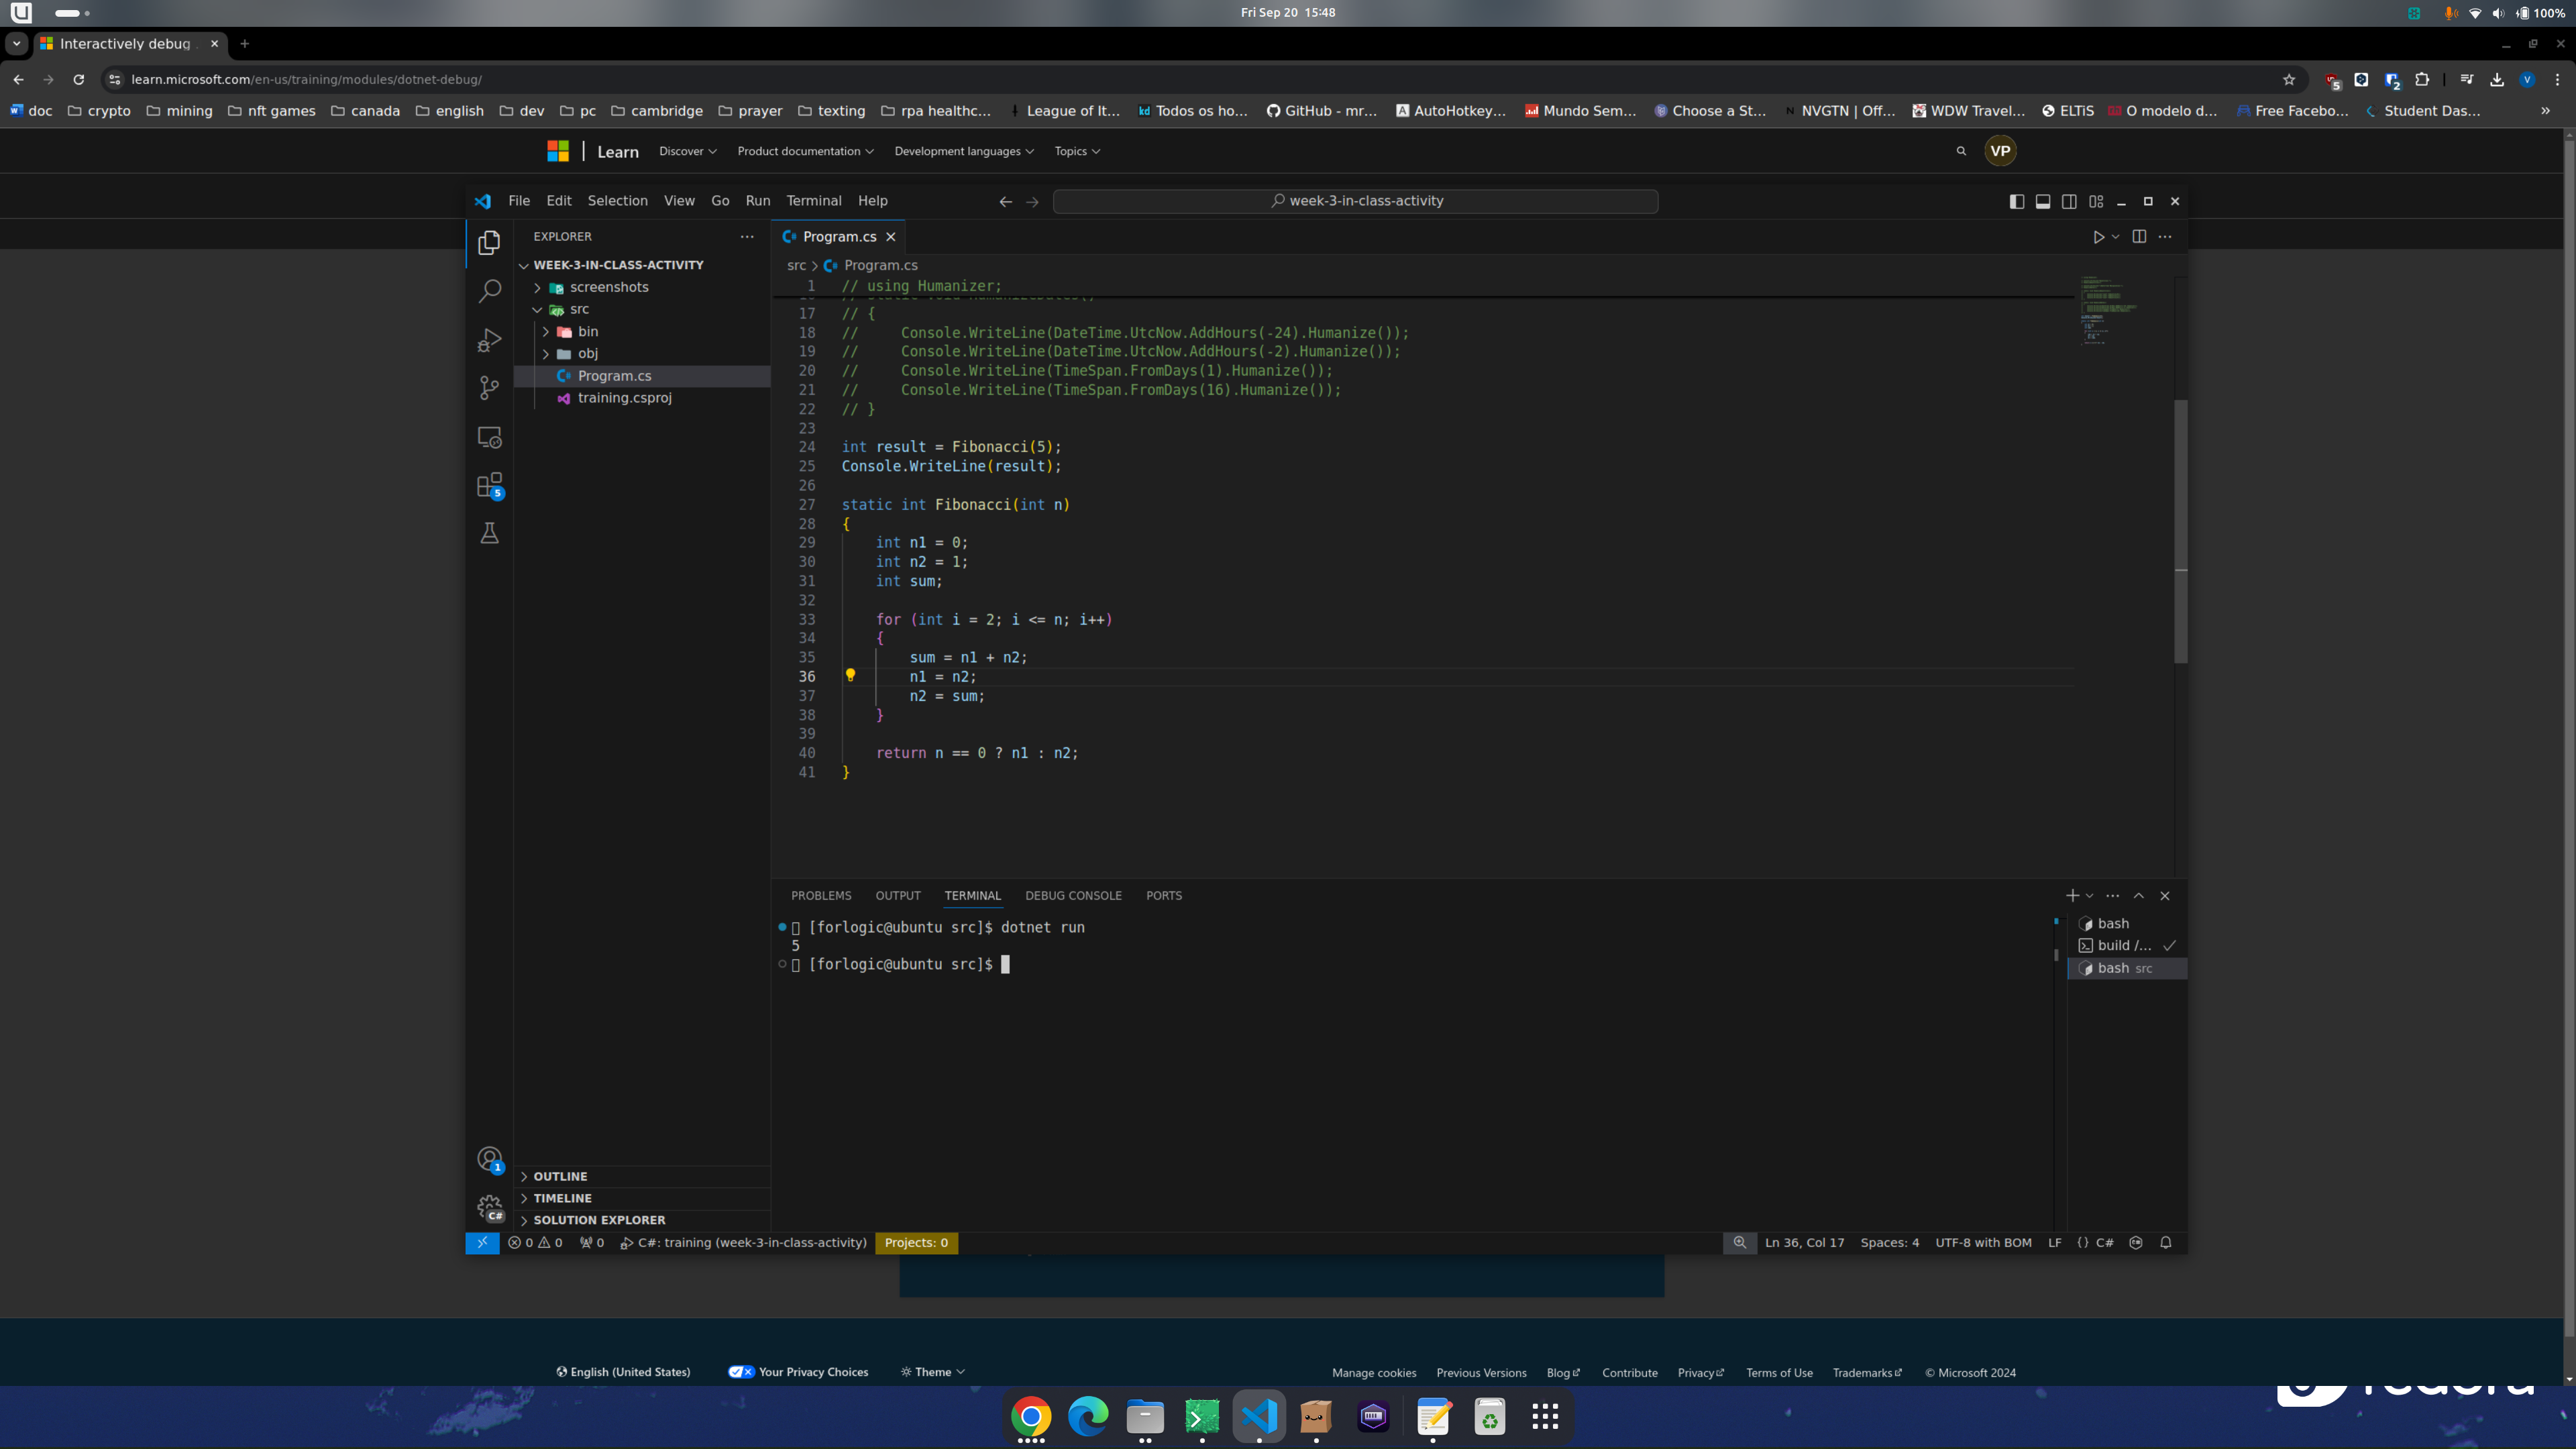 Fri Sep 20 15:48
100%
Interactively debug
learn.microsoft.com/en-us/training/modules/dotnet-debug/
5
2
V
doc crypto mining nft games canada english dev pc cambridge prayer texting rpa healthc... League of It... kd Todos os ho... GitHub - mr... A AutoHotkey... Mundo Sem... Choose a St... N NVGTN | Off... WDW Travel... ELTiS O modelo d... Free Facebo... Student Das... »
Learn Discover Product documentation Development languages Topics VP
File Edit Selection View Go Run Terminal Help
week-3-in-class-activity
EXPLORER ...
WEEK-3-IN-CLASS-ACTIVITY
screenshots
src
bin
obj
Program.cs
training.csproj
5
Program.cs
src > Program.cs
1 // using Humanizer;
17 // {
18 //     Console.WriteLine(DateTime.UtcNow.AddHours(-24).Humanize());
19 //     Console.WriteLine(DateTime.UtcNow.AddHours(-2).Humanize());
20 //     Console.WriteLine(TimeSpan.FromDays(1).Humanize());
21 //     Console.WriteLine(TimeSpan.FromDays(16).Humanize());
22 // }
23
24 int result = Fibonacci(5);
25 Console.WriteLine(result);
26
27 static int Fibonacci(int n)
28 {
29     int n1 = 0;
30     int n2 = 1;
31     int sum;
32
33     for (int i = 2; i <= n; i++)
34     {
35         sum = n1 + n2;
36         n1 = n2;
37         n2 = sum;
38     }
39
40     return n == 0 ? n1 : n2;
41 }
PROBLEMS OUTPUT TERMINAL DEBUG CONSOLE PORTS
[forlogic@ubuntu src]$ dotnet run
5
[forlogic@ubuntu src]$
bash
build /...
bash src
1
C#
OUTLINE
TIMELINE
SOLUTION EXPLORER
0 0 0 C#: training (week-3-in-class-activity) Projects: 0
Ln 36, Col 17 Spaces: 4 UTF-8 with BOM LF {} C#
English (United States) Your Privacy Choices Theme
Manage cookies Previous Versions Blog Contribute Privacy Terms of Use Trademarks © Microsoft 2024